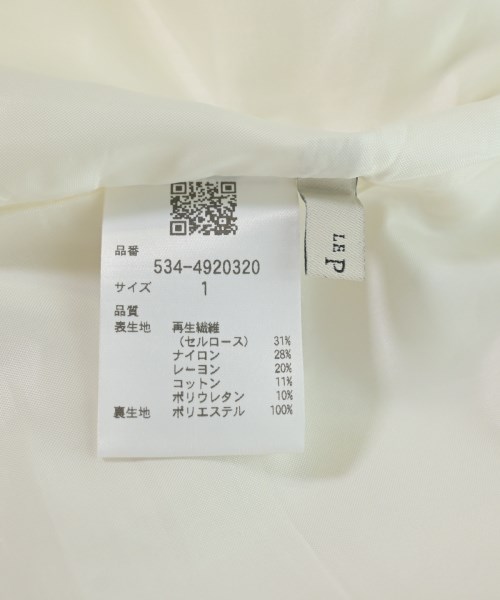 品番
534-4920320
サイズ 1
品質
表生地 再生繊維
(セルロース) 31%
ナイロン 28%
レーヨン 20%
コットン 11%
ポリウレタン 10%
裏生地 ポリエステル 100%
LE P